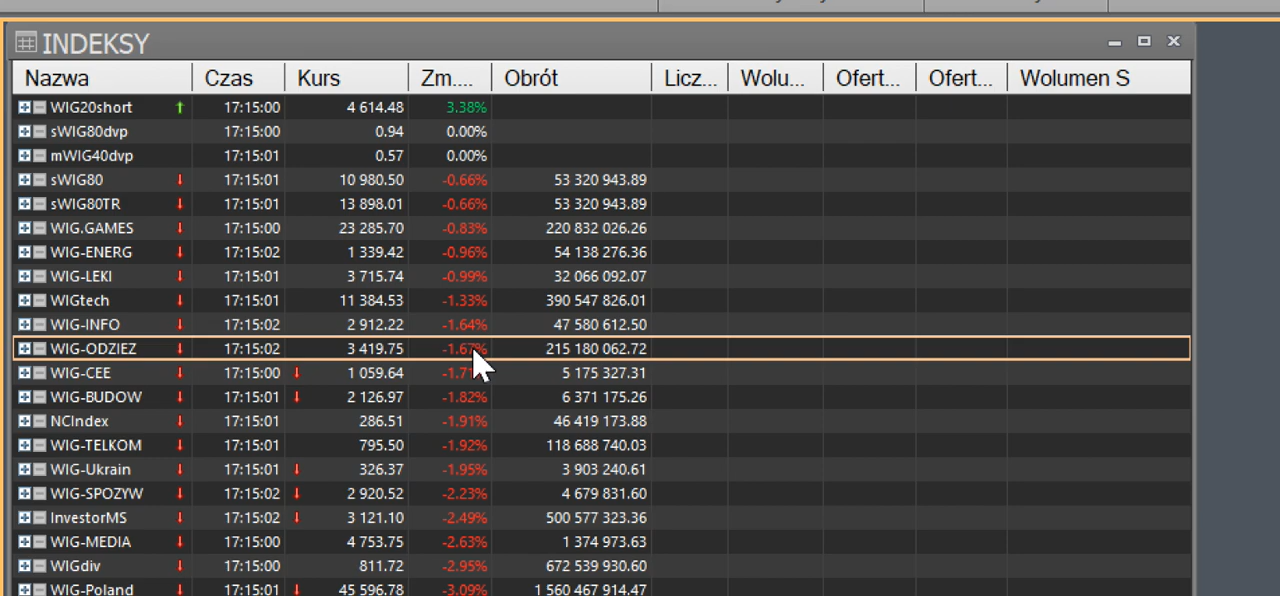 INDEKSY
Nazwa Czas Kurs Zm.... Obrót Licz... Wolu... Ofert... Ofert... Wolumen S
WIG20short 17:15:00 4 614.48 3.38%
sWIG80dvp 17:15:00 0.94 0.00%
mWIG40dvp 17:15:01 0.57 0.00%
sWIG80 17:15:01 10 980.50 -0.66% 53 320 943.89
sWIG80TR 17:15:01 13 898.01 -0.66% 53 320 943.89
WIG.GAMES 17:15:00 23 285.70 -0.83% 220 832 026.26
WIG-ENERG 17:15:02 1 339.42 -0.96% 54 138 276.36
WIG-LEKI 17:15:01 3 715.74 -0.99% 32 066 092.07
WIGtech 17:15:01 11 384.53 -1.33% 390 547 826.01
WIG-INFO 17:15:02 2 912.22 -1.64% 47 580 612.50
WIG-ODZIEZ 17:15:02 3 419.75 -1.67% 215 180 062.72
WIG-CEE 17:15:00 1 059.64 5 175 327.31
WIG-BUDOW 17:15:01 2 126.97 -1.82% 6 371 175.26
NCIndex 17:15:01 286.51 -1.91% 46 419 173.88
WIG-TELKOM 17:15:01 795.50 -1.92% 118 688 740.03
WIG-Ukrain 17:15:01 326.37 -1.95% 3 903 240.61
WIG-SPOZYW 17:15:02 2 920.52 -2.23% 4 679 831.60
InvestorMS 17:15:02 3 121.10 -2.49% 500 577 323.36
WIG-MEDIA 17:15:00 4 753.75 -2.63% 1 374 973.63
WIGdiv 17:15:00 811.72 -2.95% 672 539 930.60
WIG-Poland 17:15:01 45 596.78 -3.09% 1 560 467 914.47